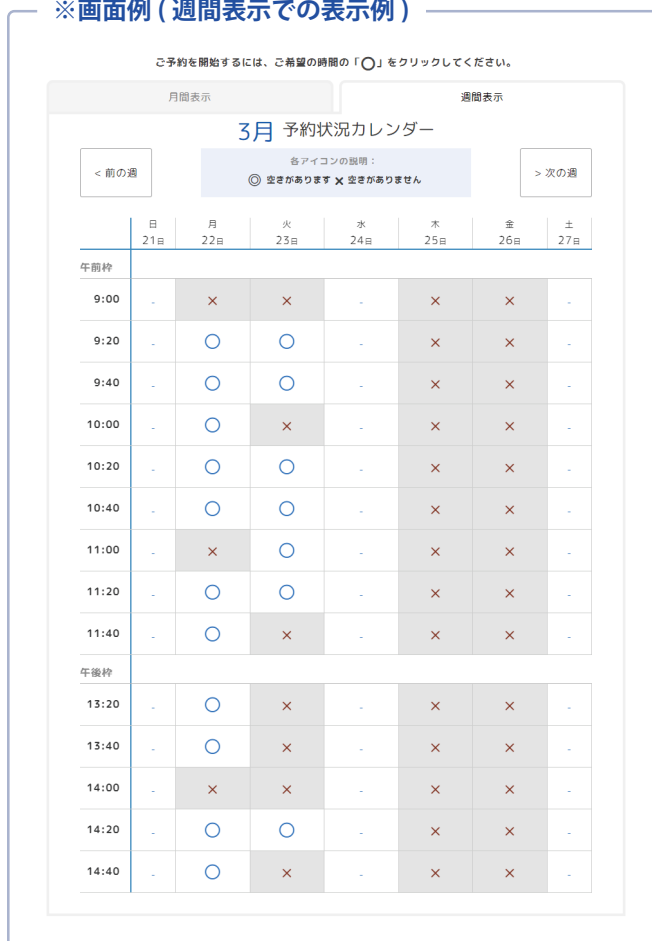 ※画面例 ( 週間表示での表示例 )
ご予約を開始するには、ご希望の時間の「◯」をクリックしてください。
月間表示 週間表示
3月 予約状況カレンダー
< 前の週
各アイコンの説明：
◎ 空きがあります × 空きがありません
> 次の週
日 月 火 水 木 金 土
21日 22日 23日 24日 25日 26日 27日
午前枠
9:00 - × × - × × -
9:20 - ◯ ◯ - × × -
9:40 - ◯ ◯ - × × -
10:00 - ◯ × - × × -
10:20 - ◯ ◯ - × × -
10:40 - ◯ ◯ - × × -
11:00 - × ◯ - × × -
11:20 - ◯ ◯ - × × -
11:40 - ◯ × - × × -
午後枠
13:20 - ◯ × - × × -
13:40 - ◯ × - × × -
14:00 - × × - × × -
14:20 - ◯ ◯ - × × -
14:40 - ◯ × - × × -